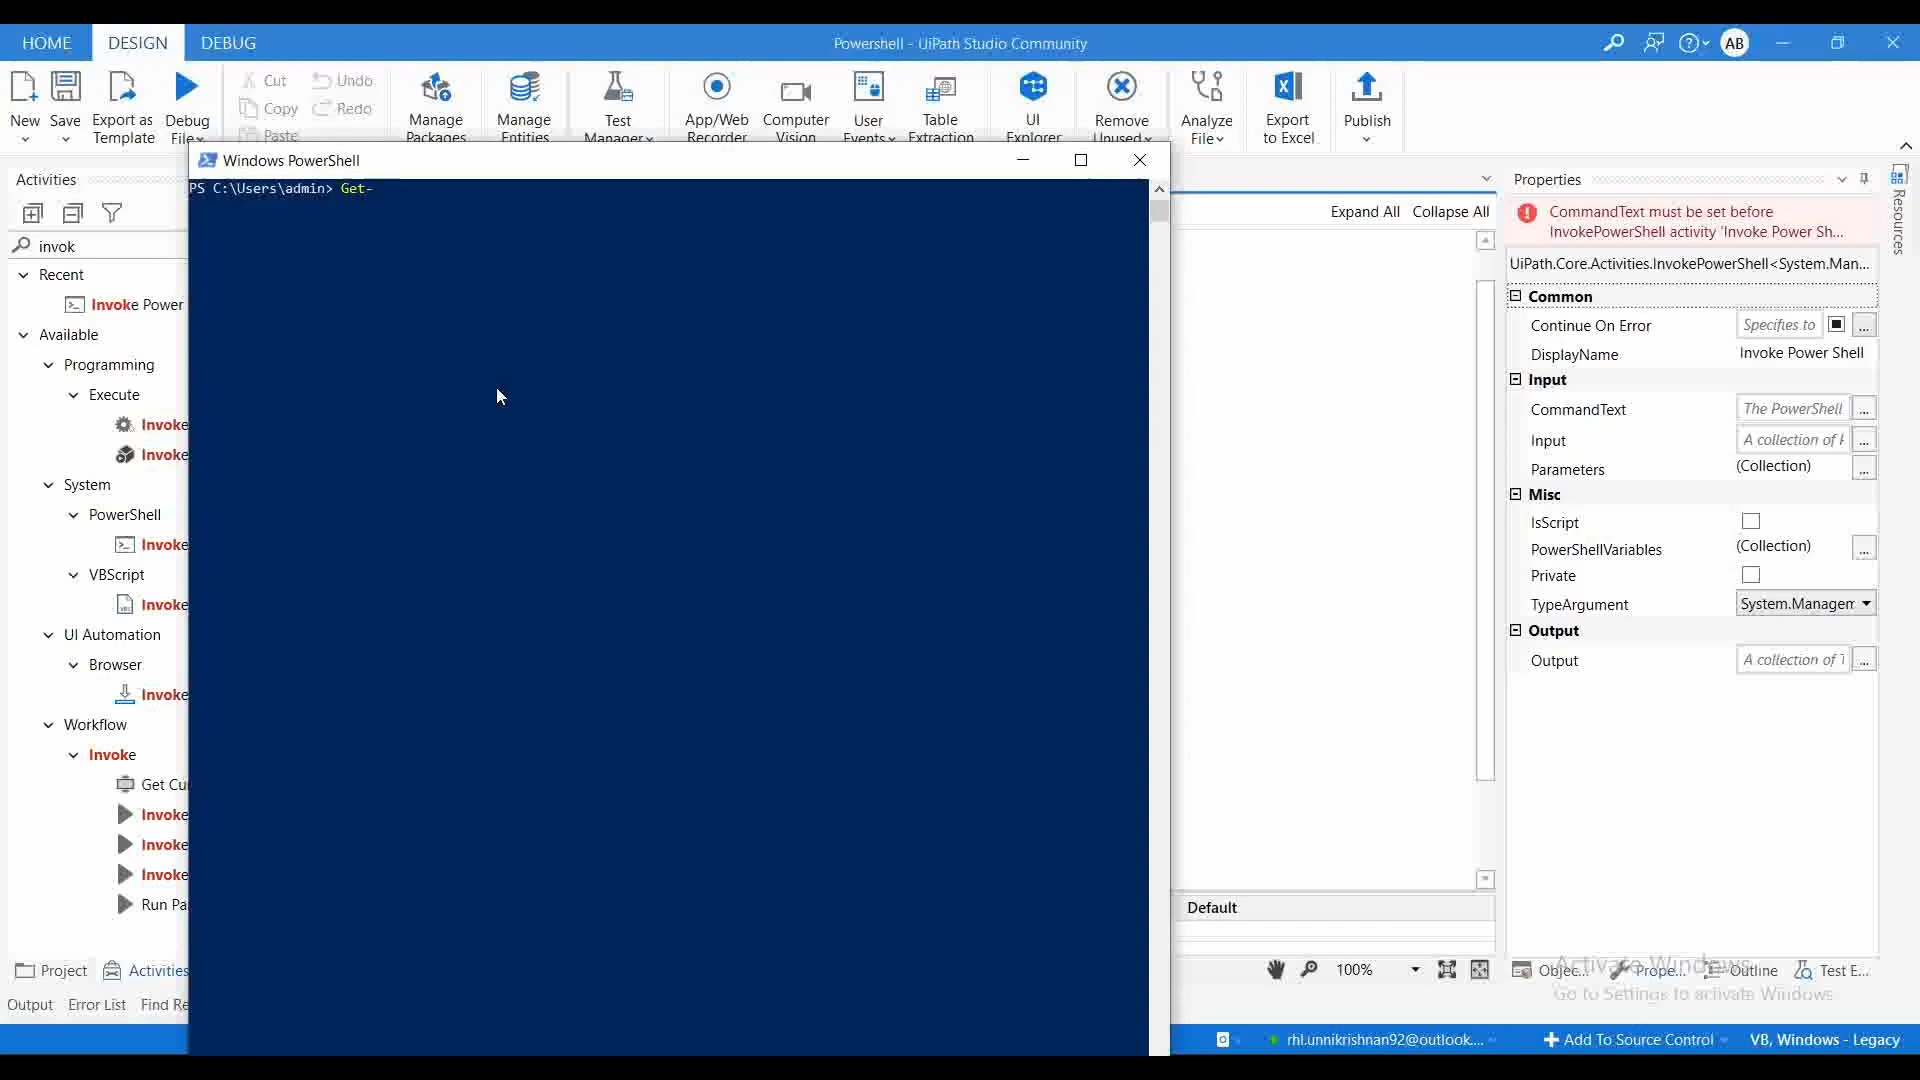 HOME DESIGN DEBUG Powershell - UiPath Studio Community AB
New Save Export as Template Debug File
Cut Undo
Copy Redo
Paste
Manage Packages Manage Entities Test Manager App/Web Recorder Computer Vision User Events Table Extraction UI Explorer Remove Unused Analyze File Export to Excel Publish
Windows PowerShell
PS C:\Users\admin> Get-
Activities
invok
Recent
Invoke Power
Available
Programming
Execute
Invoke
Invoke
System
PowerShell
Invoke
VBScript
Invoke
UI Automation
Browser
Invoke
Workflow
Invoke
Get Cu
Invoke
Invoke
Invoke
Run Pa
Project Activities
Output Error List Find Re
Expand All Collapse All
Default
100%
Properties
Resources
CommandText must be set before
InvokePowerShell activity 'Invoke Power Sh...
UiPath.Core.Activities.InvokePowerShell<System.Man...
Common
Continue On Error Specifies to ...
DisplayName Invoke Power Shell
Input
CommandText The PowerShell ...
Input A collection of ...
Parameters (Collection) ...
Misc
IsScript
PowerShellVariables (Collection) ...
Private
TypeArgument System.Managem
Output
Output A collection of ...
Objec... Prope... Outline Test E...
Activate Windows
Go to Settings to activate Windows.
rhl.unnikrishnan92@outlook.... Add To Source Control VB, Windows - Legacy